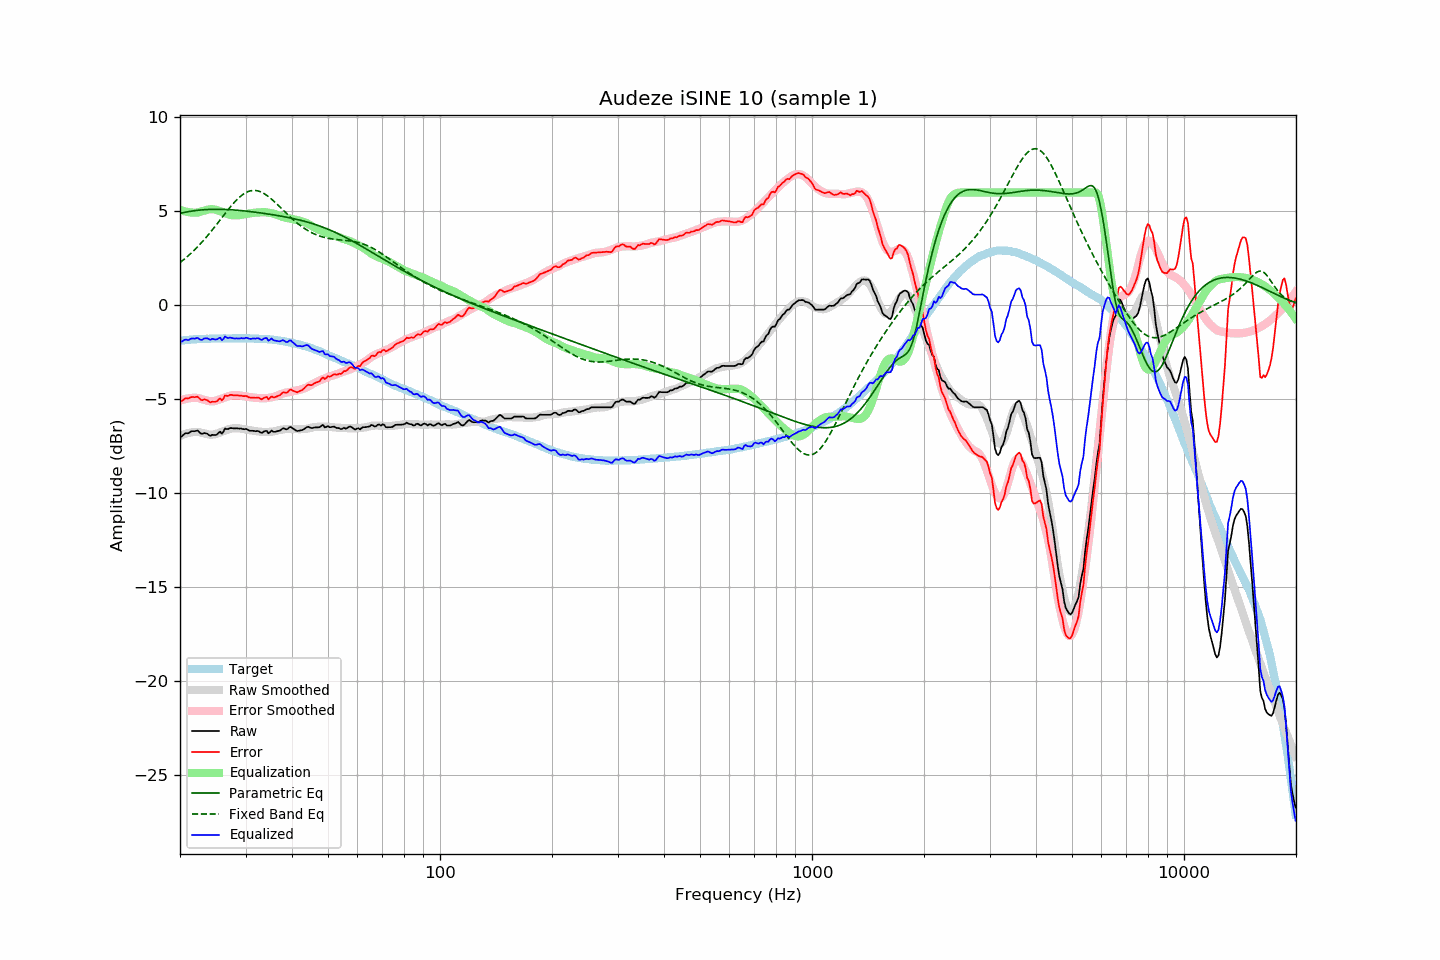 Audeze iSINE 10 (sample 1)
10
5
0
−5
−10
−15
−20
−25
Amplitude (dBr)
Target
Raw Smoothed
Error Smoothed
Raw
Error
Equalization
Parametric Eq
Fixed Band Eq
Equalized
100
1000
10000
Frequency (Hz)